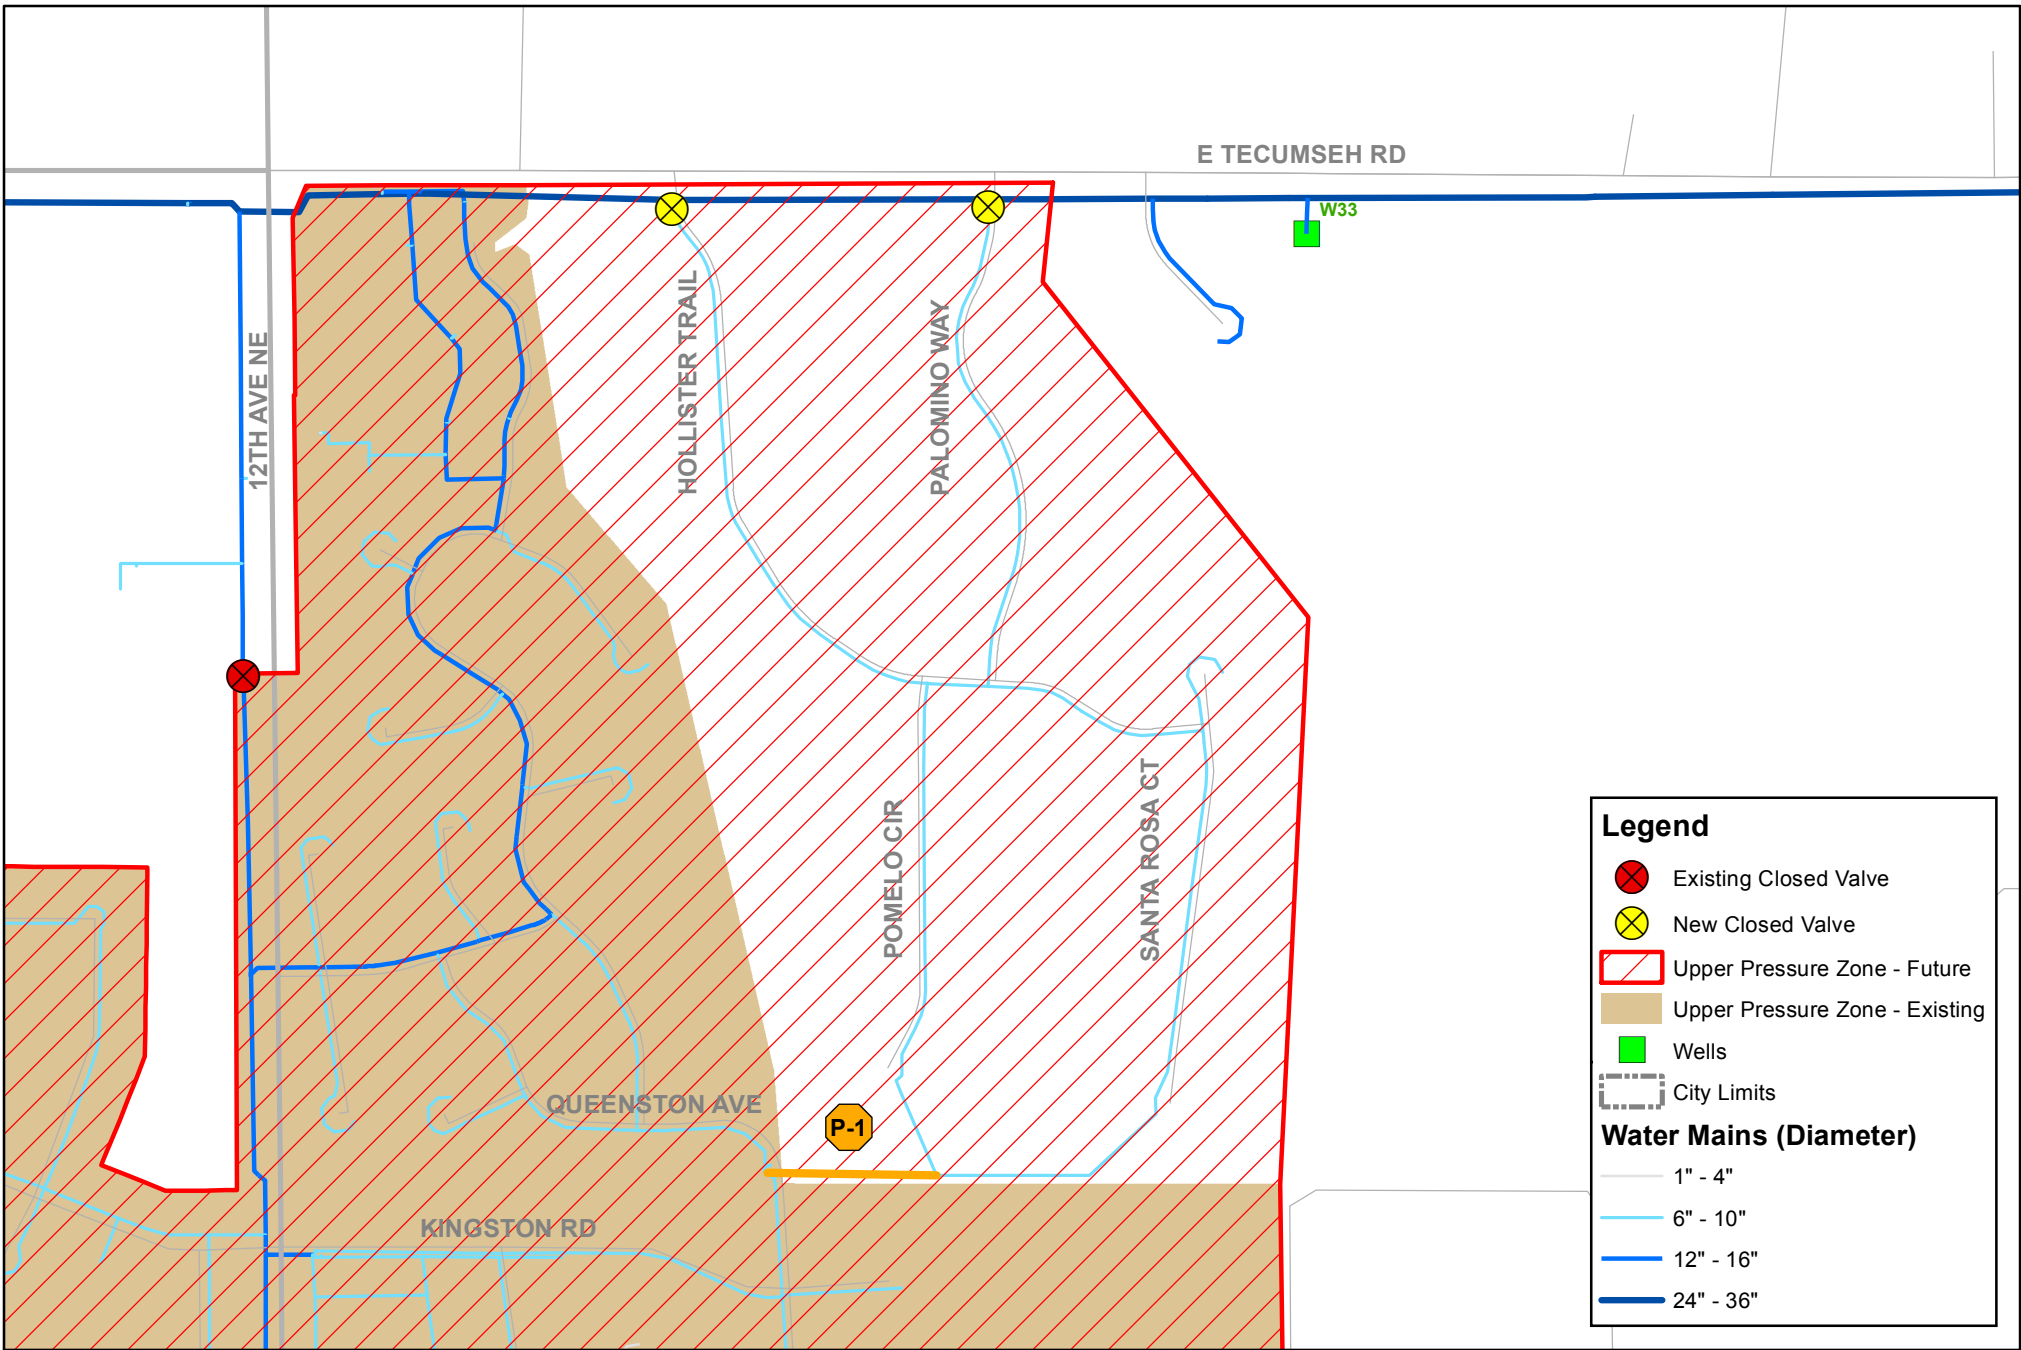 E TECUMSEH RD
W33
12TH AVE NE
HOLLISTER TRAIL
PALOMINO WAY
POMELO CIR
SANTA ROSA CT
QUEENSTON AVE
P-1
KINGSTON RD
Legend
Existing Closed Valve
New Closed Valve
Upper Pressure Zone - Future
Upper Pressure Zone - Existing
Wells
City Limits
Water Mains (Diameter)
1" - 4"
6" - 10"
12" - 16"
24" - 36"